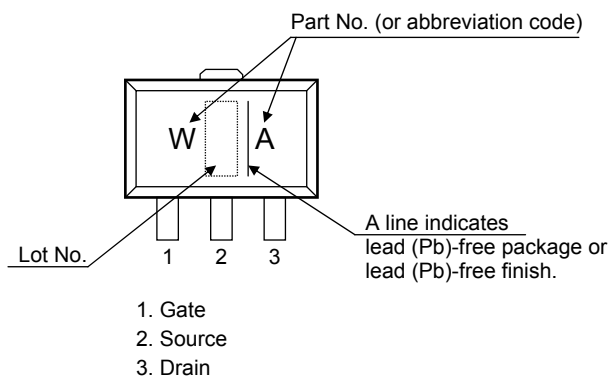 Part No. (or abbreviation code)
W A
Lot No.
1 2 3
A line indicates
lead (Pb)-free package or
lead (Pb)-free finish.
1. Gate
2. Source
3. Drain